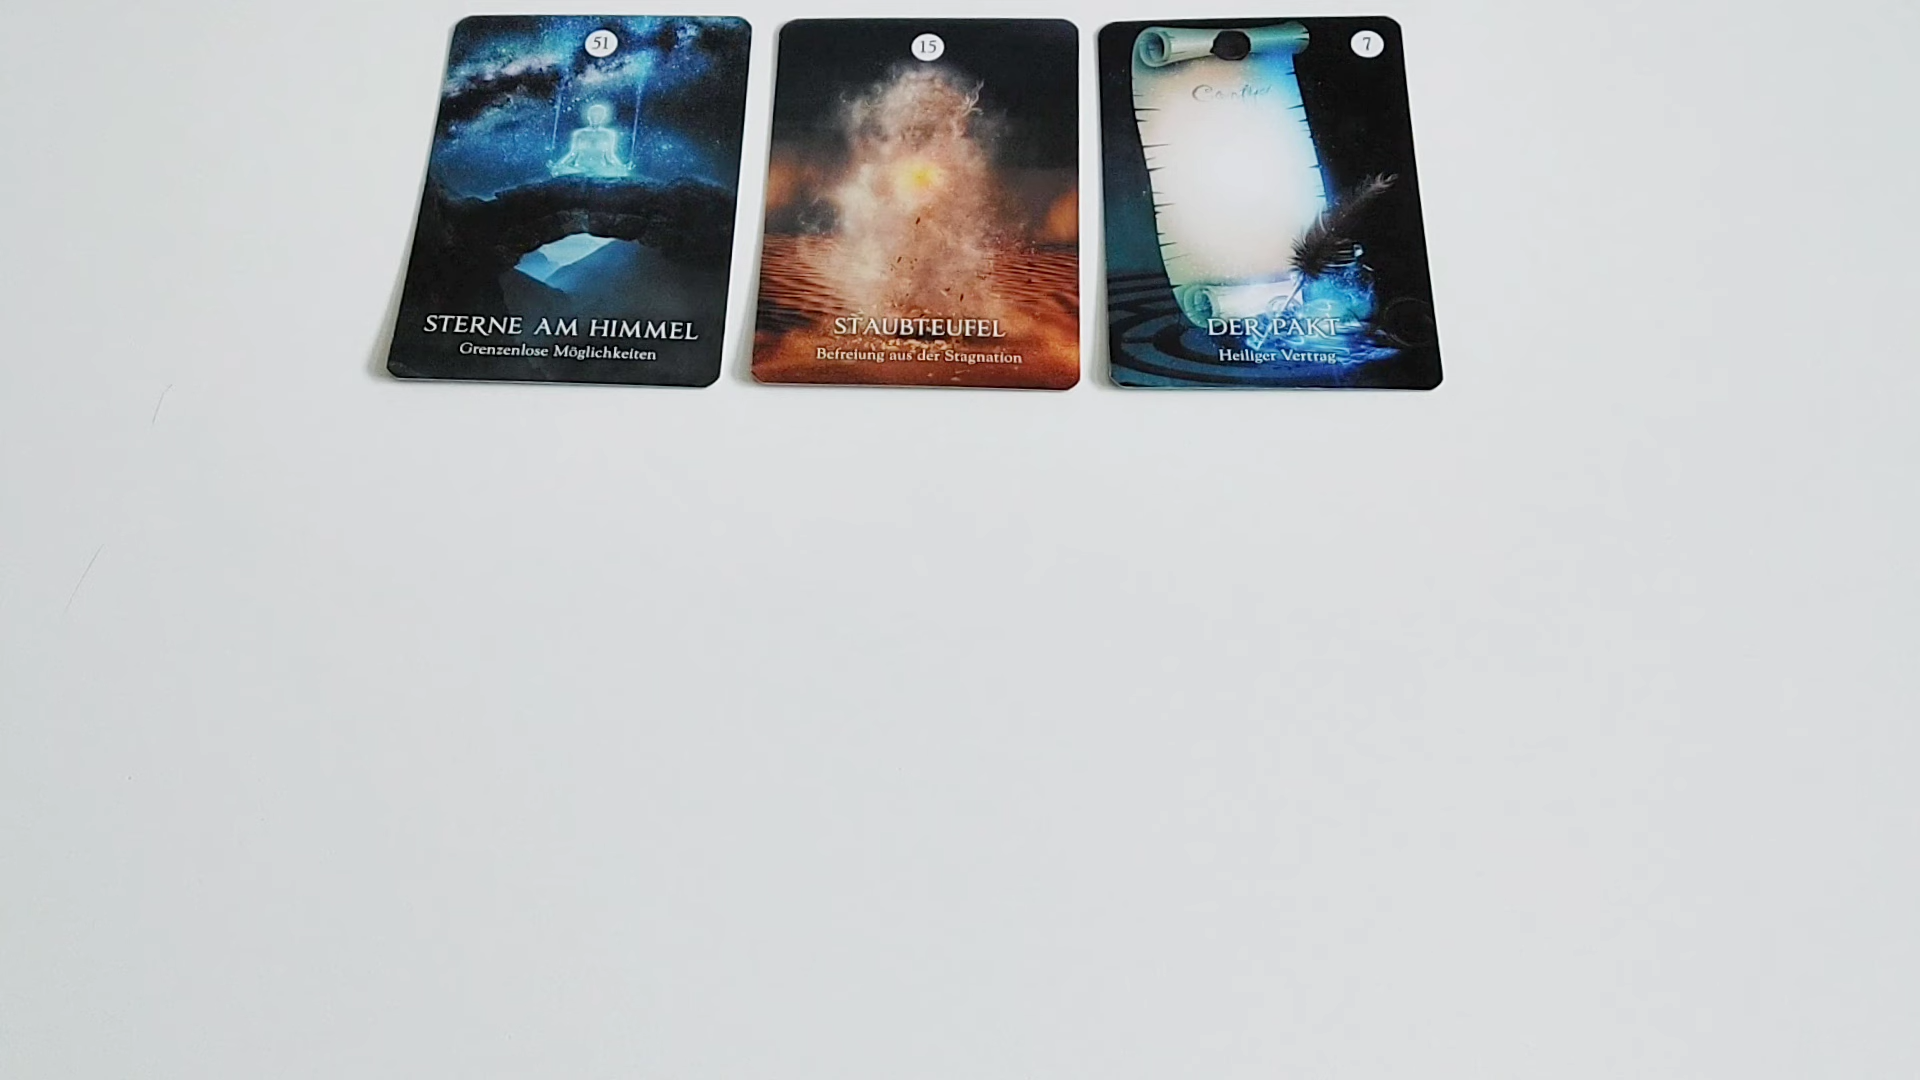 51
STERNE AM HIMMEL
Grenzenlose Möglichkeiten
15
STAUBTEUFEL
Befreiung aus der Stagnation
7
DER PAKT
Heiliger Vertrag